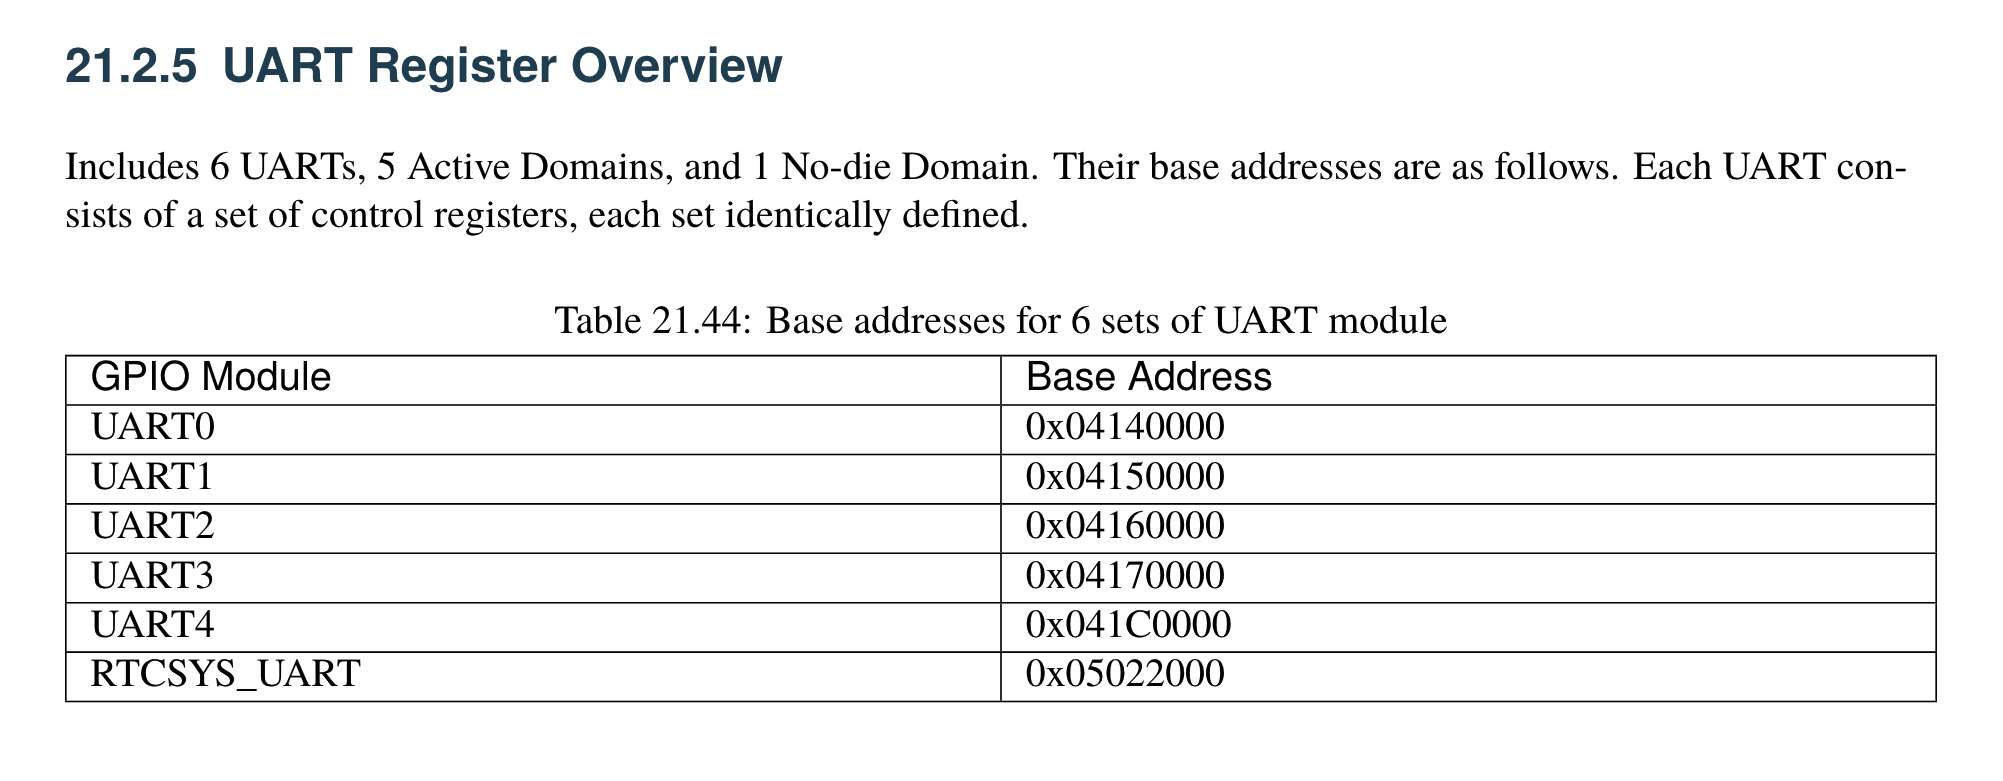 21.2.5 UART Register Overview
Includes 6 UARTs, 5 Active Domains, and 1 No-die Domain. Their base addresses are as follows. Each UART con-
sists of a set of control registers, each set identically defined.
Table 21.44: Base addresses for 6 sets of UART module
GPIO Module Base Address
UART0 0x04140000
UART1 0x04150000
UART2 0x04160000
UART3 0x04170000
UART4 0x041C0000
RTCSYS_UART 0x05022000